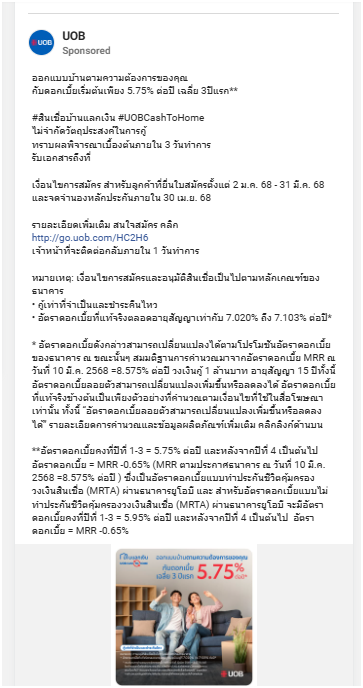 UOB
UOB
Sponsored
ออกแบบบ้านตามความต้องการของคุณ
กับดอกเบี้ยเริ่มต้นเพียง 5.75% ต่อปี เฉลี่ย 3ปีแรก**
#สินเชื่อบ้านแลกเงิน #UOBCashToHome
ไม่จำกัดวัตถุประสงค์ในการกู้
ทราบผลพิจารณาเบื้องต้นภายใน 3 วันทำการ
รับเอกสารถึงที่
เงื่อนไขการสมัคร สำหรับลูกค้าที่ยื่นใบสมัครตั้งแต่ 2 ม.ค. 68 - 31 มี.ค. 68
และจดจำนองหลักประกันภายใน 30 เม.ย. 68
รายละเอียดเพิ่มเติม สนใจสมัคร คลิก
http://go.uob.com/HC2H6
เจ้าหน้าที่จะติดต่อกลับภายใน 1 วันทำการ
หมายเหตุ: เงื่อนไขการสมัครและอนุมัติสินเชื่อเป็นไปตามหลักเกณฑ์ของ
ธนาคาร
• กู้เท่าที่จำเป็นและชำระคืนไหว
• อัตราดอกเบี้ยที่แท้จริงตลอดอายุสัญญาเท่ากับ 7.020% ถึง 7.103% ต่อปี*
* อัตราดอกเบี้ยดังกล่าวสามารถเปลี่ยนแปลงได้ตามโปรโมชันอัตราดอกเบี้ย
ของธนาคาร ณ ขณะนั้นๆ สมมติฐานการคำนวณมาจากอัตราดอกเบี้ย MRR ณ
วันที่ 10 มี.ค. 2568 =8.575% ต่อปี วงเงินกู้ 1 ล้านบาท อายุสัญญา 15 ปีทั้งนี้
อัตราดอกเบี้ยลอยตัวสามารถเปลี่ยนแปลงเพิ่มขึ้นหรือลดลงได้ อัตราดอกเบี้ย
ที่แท้จริงข้างต้นเป็นเพียงตัวอย่างที่คำนวณตามเงื่อนไขที่ใช้ในสื่อโฆษณา
เท่านั้น ทั้งนี้ "อัตราดอกเบี้ยลอยตัวสามารถเปลี่ยนแปลงเพิ่มขึ้นหรือลดลง
ได้" รายละเอียดการคำนวณและข้อมูลผลิตภัณฑ์เพิ่มเติม คลิกลิงก์ด้านบน
**อัตราดอกเบี้ยคงที่ปีที่ 1-3 = 5.75% ต่อปี และหลังจากปีที่ 4 เป็นต้นไป
อัตราดอกเบี้ย = MRR -0.65% (MRR ตามประกาศธนาคาร ณ วันที่ 10 มี.ค.
2568 =8.575% ต่อปี ) ซึ่งเป็นอัตราดอกเบี้ยแบบทำประกันชีวิตคุ้มครอง
วงเงินสินเชื่อ (MRTA) ผ่านธนาคารยูโอบี และ สำหรับอัตราดอกเบี้ยแบบไม่
ทำประกันชีวิตคุ้มครองวงเงินสินเชื่อ (MRTA) ผ่านธนาคารยูโอบี จะมีอัตรา
ดอกเบี้ยคงที่ปีที่ 1-3 = 5.95% ต่อปี และหลังจากปีที่ 4 เป็นต้นไป อัตรา
ดอกเบี้ย = MRR -0.65%
ออกแบบบ้านตามความต้องการของคุณ
กับดอกเบี้ย
เฉลี่ย 3 ปีแรก 5.75%
UOB